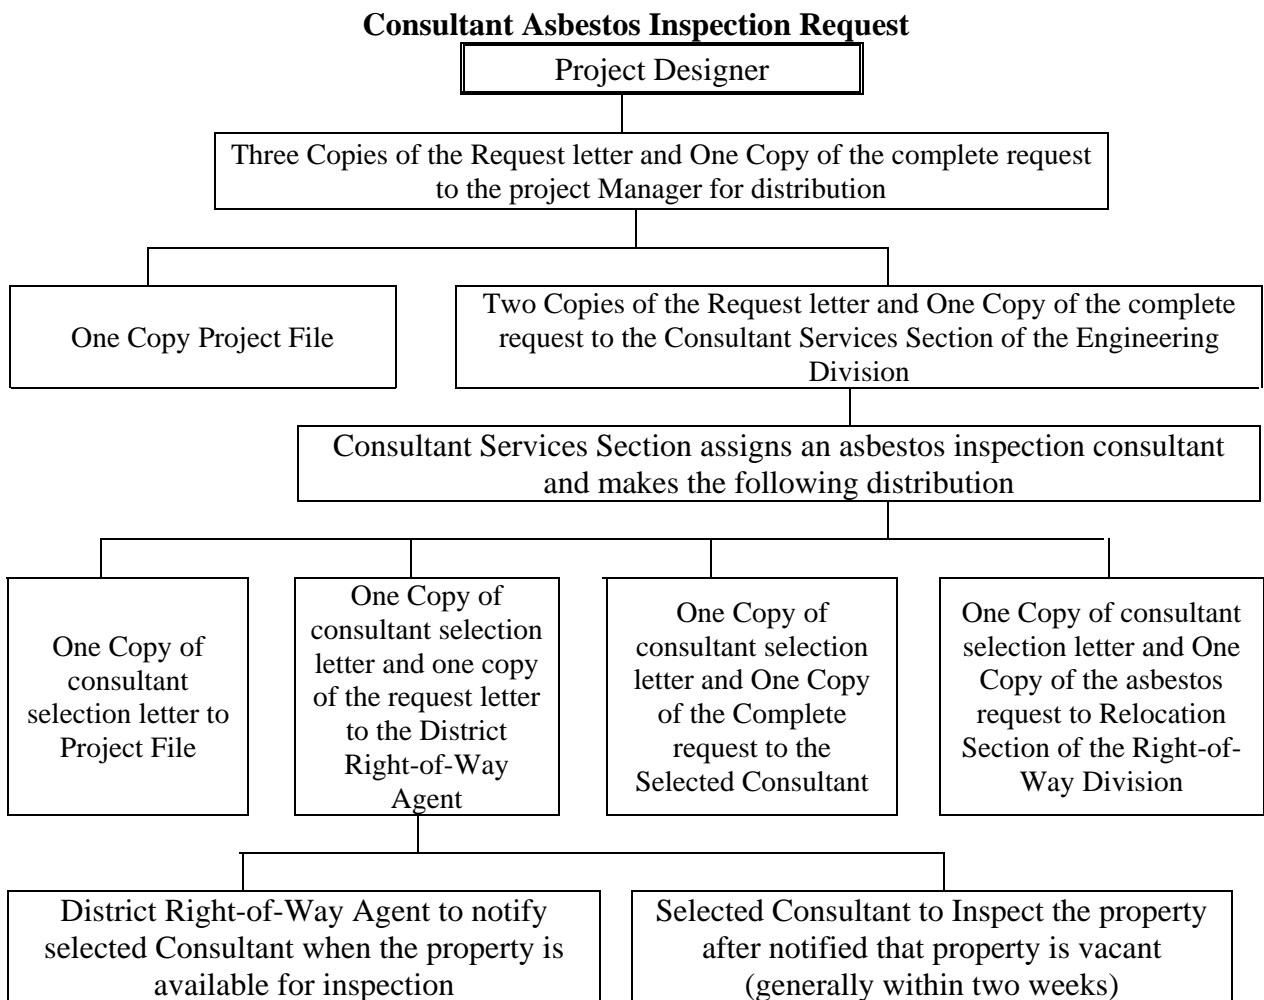 Consultant Asbestos Inspection Request
Project Designer
Three Copies of the Request letter and One Copy of the complete request
to the project Manager for distribution
One Copy Project File
Two Copies of the Request letter and One Copy of the complete
request to the Consultant Services Section of the Engineering
Division
Consultant Services Section assigns an asbestos inspection consultant
and makes the following distribution
One Copy of
consultant
selection letter to
Project File
One Copy of
consultant selection
letter and one copy
of the request letter
to the District
Right-of-Way
Agent
One Copy of
consultant selection
letter and One Copy
of the Complete
request to the
Selected Consultant
One Copy of consultant
selection letter and One
Copy of the asbestos
request to Relocation
Section of the Right-of-
Way Division
District Right-of-Way Agent to notify
selected Consultant when the property is
available for inspection
Selected Consultant to Inspect the property
after notified that property is vacant
(generally within two weeks)